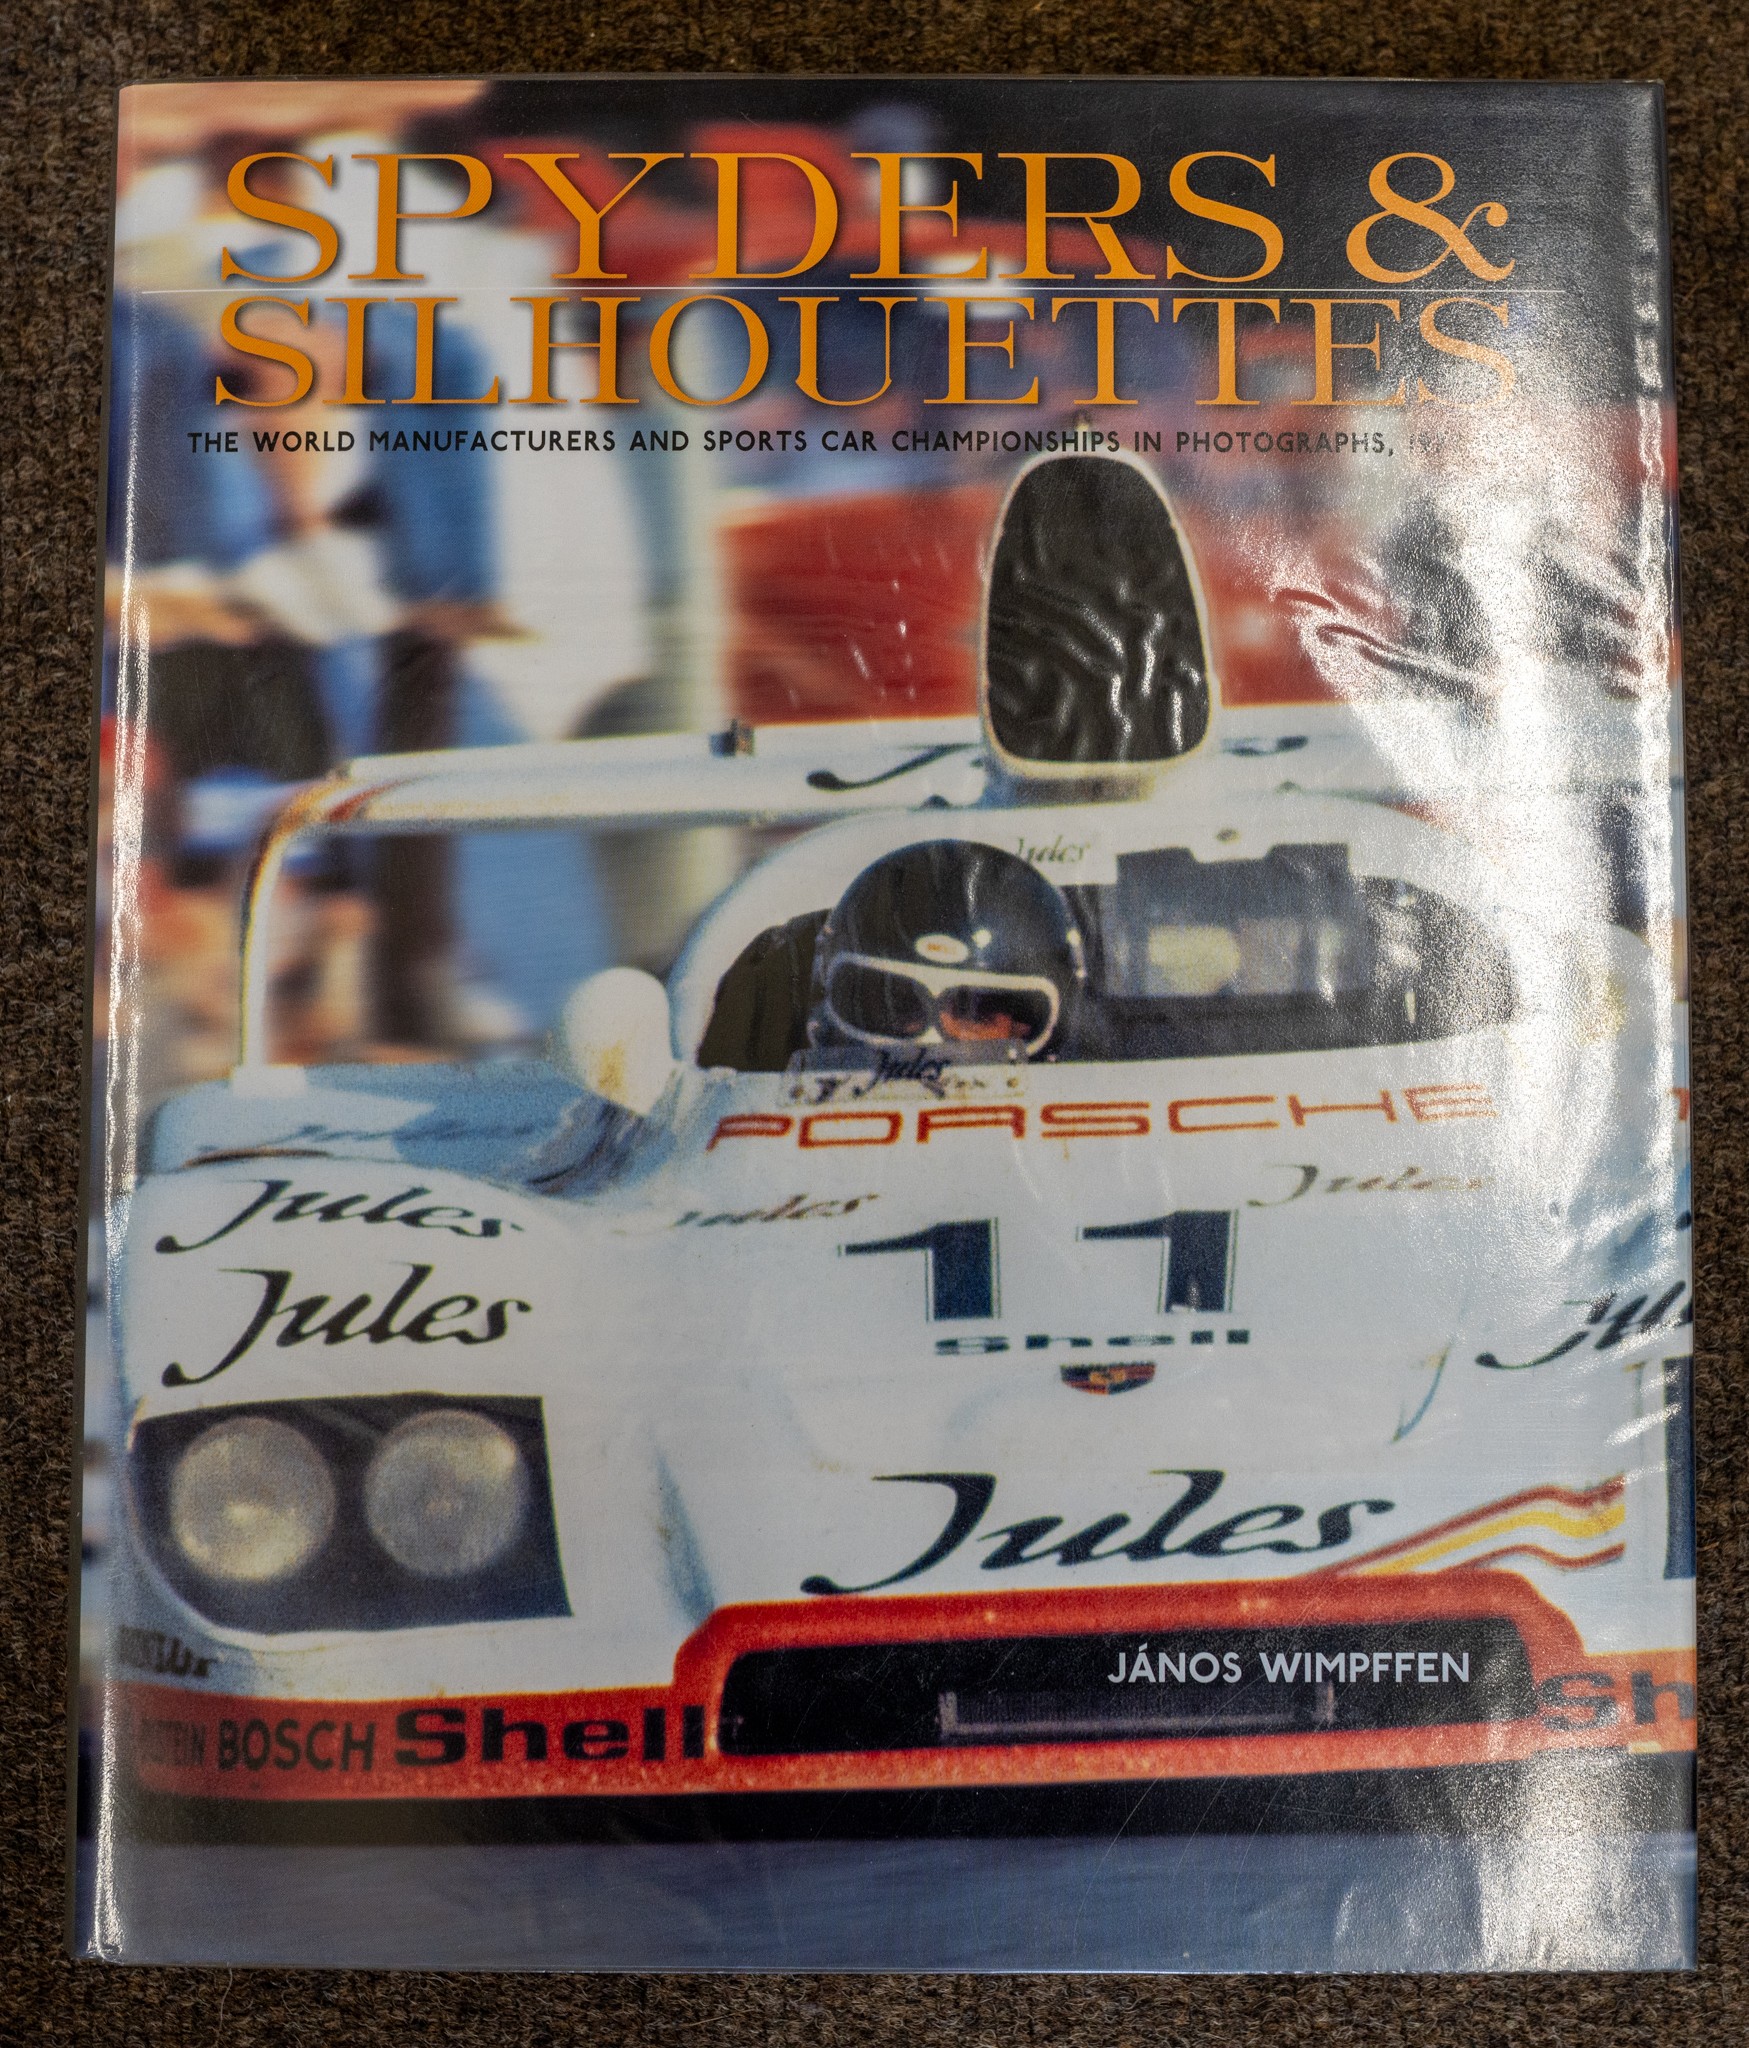 SPYDERS &
SILHOUETTES
THE WORLD MANUFACTURERS AND SPORTS CAR CHAMPIONSHIPS IN PHOTOGRAPHS,
Jules
Jules
PORSCHE
Jules
Jules
Jules
11
Jules
Shell
Jules
JÁNOS WIMPFFEN
BOSCH Shell